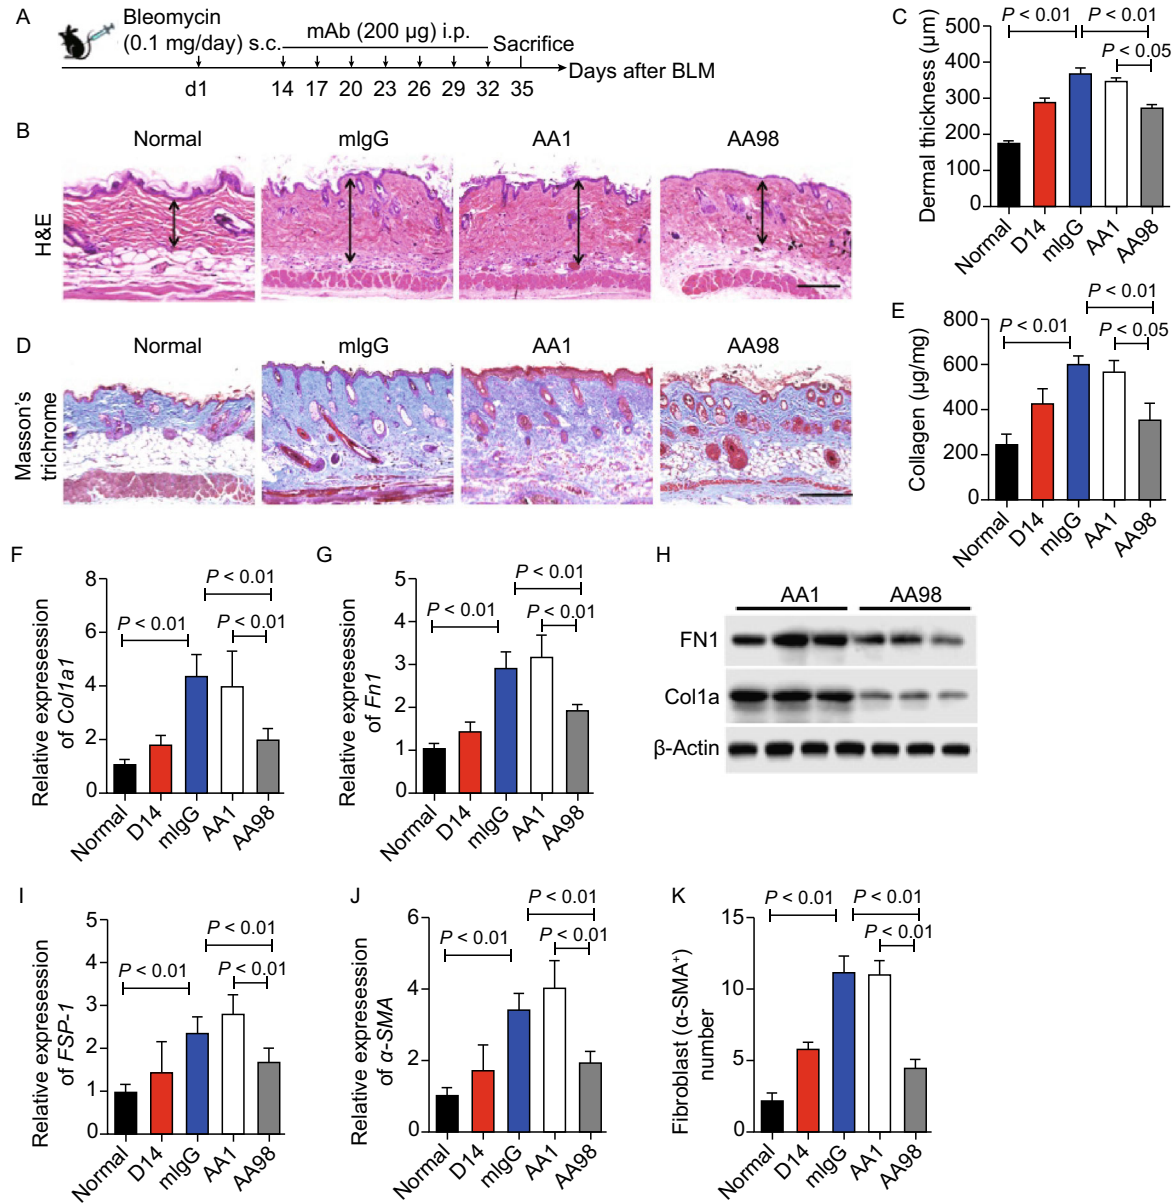 A
Bleomycin
(0.1 mg/day) s.c.
mAb (200 µg) i.p.
Sacrifice
Days after BLM
d1 14 17 20 23 26 29 32 35
B
Normal mIgG AA1 AA98
H&E
C
Dermal thickness (µm)
500
400
300
200
100
0
P < 0.01 P < 0.01
P < 0.05
Normal D14 mIgG AA1 AA98
D
Normal mIgG AA1 AA98
Masson's
trichrome
E
Collagen (µg/mg)
800
600
400
200
0
P < 0.01
P < 0.01 P < 0.05
Normal D14 mIgG AA1 AA98
F
Relative expresession
of Col1a1
8
6
4
2
0
P < 0.01
P < 0.01 P < 0.01
Normal D14 mIgG AA1 AA98
G
Relative expresession
of Fn1
5
4
3
2
1
0
P < 0.01
P < 0.01 P < 0.01
Normal D14 mIgG AA1 AA98
H
AA1 AA98
FN1
Col1a
β-Actin
I
Relative expresession
of FSP-1
5
4
3
2
1
0
P < 0.01
P < 0.01 P < 0.01
Normal D14 mIgG AA1 AA98
J
Relative expresession
of α-SMA
6
4
2
0
P < 0.01
P < 0.01 P < 0.01
Normal D14 mIgG AA1 AA98
K
Fibroblast (α-SMA⁺)
number
15
10
5
0
P < 0.01 P < 0.01
P < 0.01
Normal D14 mIgG AA1 AA98